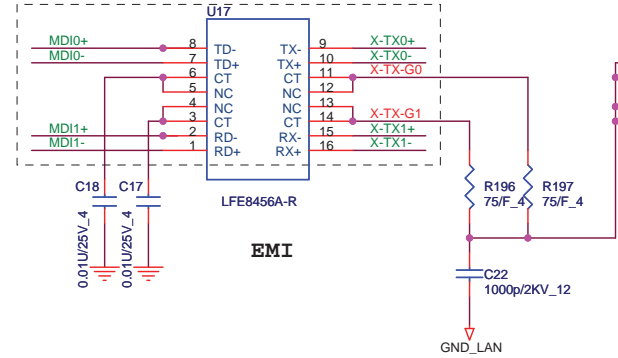 U17
MDI0+ 8 TD- TX- 9 X-TX0+
MDI0- 7 TD+ TX+ 10 X-TX0-
6 CT CT 11 X-TX-G0
5 NC NC 12
4 NC NC 13
3 CT CT 14 X-TX-G1
MDI1+ 2 RD- RX- 15 X-TX1+
MDI1- 1 RD+ RX+ 16 X-TX1-
C18
0.01U/25V_4
C17
0.01U/25V_4
LFE8456A-R
EMI
R196
75/F_4
R197
75/F_4
C22
1000p/2KV_12
GND_LAN